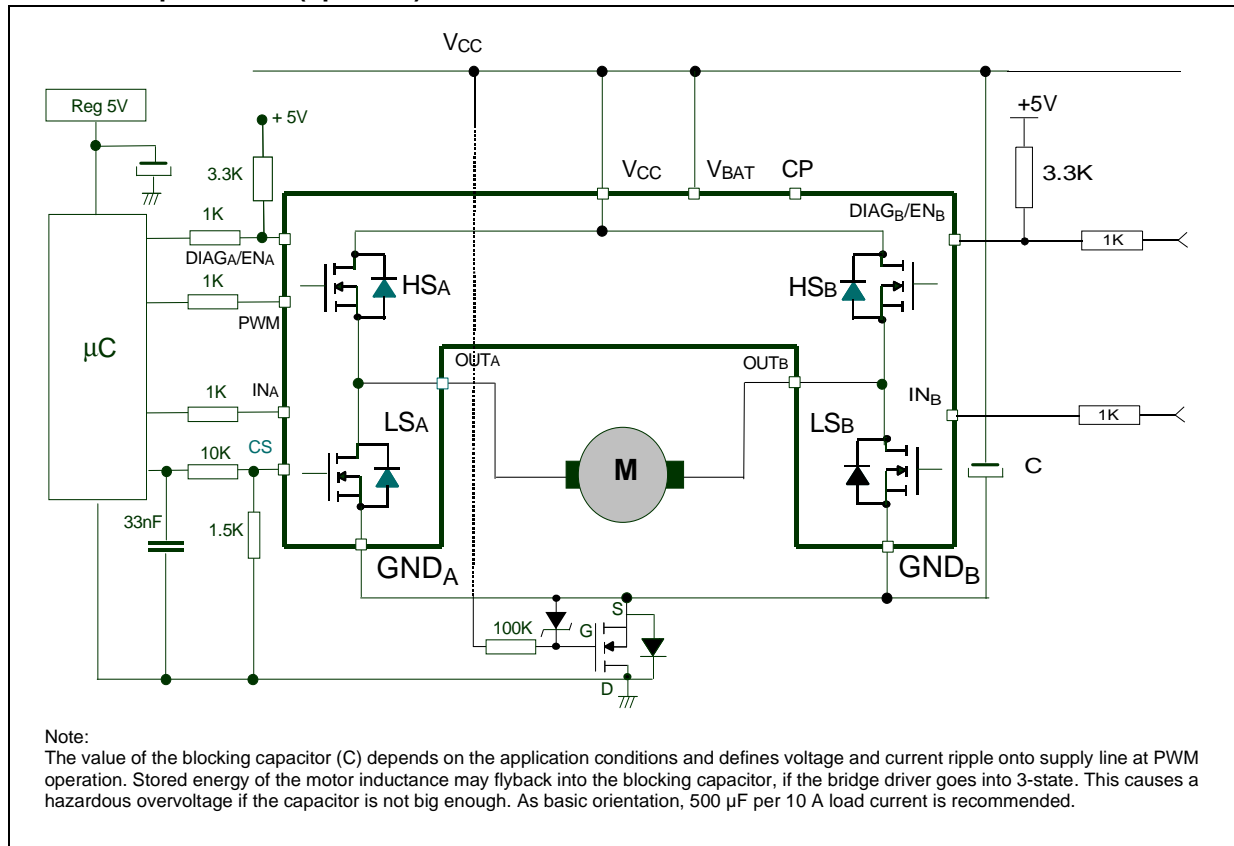 VCC
Reg 5V
+ 5V
+5V
3.3K
VCC
VBAT
CP
3.3K
1K
DIAGB/ENB
DIAGA/ENA
1K
1K
HSA
HSB
PWM
µC
OUTA
OUTB
1K
INA
INB
LSA
LSB
1K
CS
10K
M
C
33nF
1.5K
GNDA
GNDB
S
100K
G
D
Note:
The value of the blocking capacitor (C) depends on the application conditions and defines voltage and current ripple onto supply line at PWM
operation. Stored energy of the motor inductance may flyback into the blocking capacitor, if the bridge driver goes into 3-state. This causes a
hazardous overvoltage if the capacitor is not big enough. As basic orientation, 500 µF per 10 A load current is recommended.